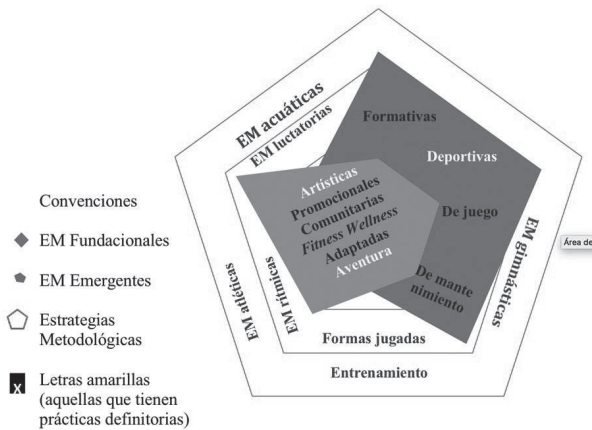 EM acuáticas
EM luctatorias
Formativas
Deportivas
Artísticas
Promocionales
Comunitarias
Fitness Wellness
Adaptadas
Aventura
De juego
De mante
nimiento
EM gimnásticas
EM atléticas
EM rítmicas
Formas jugadas
Entrenamiento
Área de
Convenciones
EM Fundacionales
EM Emergentes
Estrategias
Metodológicas
X
Letras amarillas
(aquellas que tienen
prácticas definitorias)